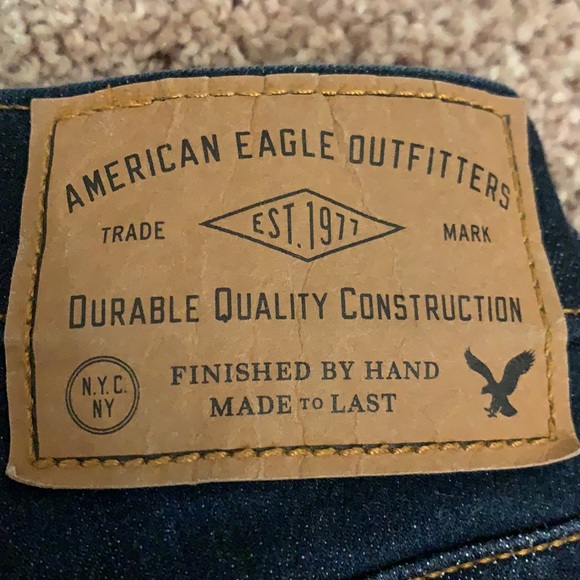 AMERICAN EAGLE OUTFITTERS
TRADE EST. 1977 MARK
DURABLE QUALITY CONSTRUCTION
N.Y.C.
NY
FINISHED BY HAND
MADE TO LAST